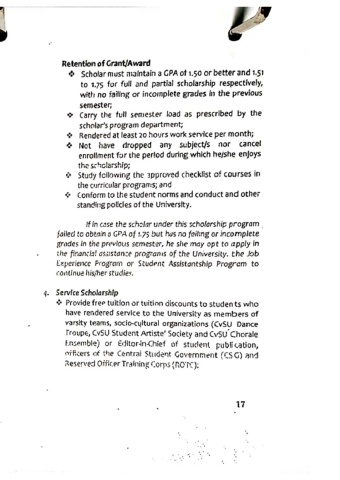 Retention of Grant/Award
❖ Scholar must maintain a GPA of 1.50 or better and 1.51
to 1.75 for full and partial scholarship respectively,
with no failing or incomplete grades in the previous
semester;
❖ Carry the full semester load as prescribed by the
scholar's program department;
❖ Rendered at least 20 hours work service per month;
❖ Not have dropped any subject/s nor cancel
enrollment for the period during which he/she enjoys
the scholarship;
❖ Study following the approved checklist of courses in
the curricular programs; and
❖ Conform to the student norms and conduct and other
standing policies of the University.
If in case the scholar under this scholarship program
failed to obtain a GPA of 1.75 but has no failing or incomplete
grades in the previous semester, he she may opt to apply in
the financial assistance programs of the University, the Job
Experience Program or Student Assistantship Program to
continue his/her studies.
4. Service Scholarship
❖ Provide free tuition or tuition discounts to students who
have rendered service to the University as members of
varsity teams, socio-cultural organizations (CvSU Dance
Troupe, CvSU Student Artiste' Society and CvSU Chorale
Ensemble) or Editor-in-Chief of student publication,
officers of the Central Student Government (CSG) and
Reserved Officer Training Corps (ROTC);
17